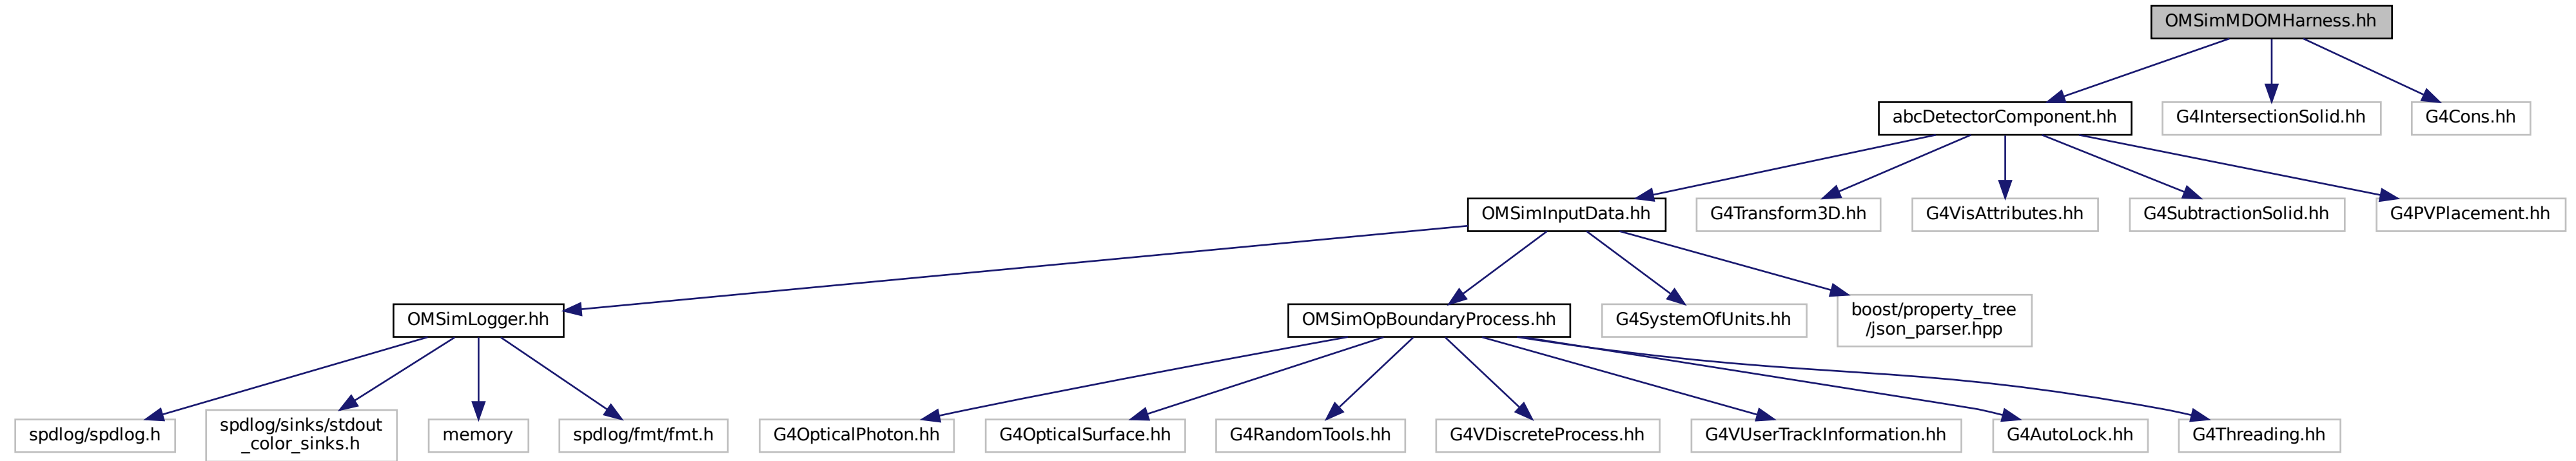 OMSimMDOMHarness.hh
abcDetectorComponent.hh
G4IntersectionSolid.hh
G4Cons.hh
OMSimInputData.hh
G4Transform3D.hh
G4VisAttributes.hh
G4SubtractionSolid.hh
G4PVPlacement.hh
OMSimLogger.hh
OMSimOpBoundaryProcess.hh
G4SystemOfUnits.hh
boost/property_tree
/json_parser.hpp
spdlog/spdlog.h
spdlog/sinks/stdout
_color_sinks.h
memory
spdlog/fmt/fmt.h
G4OpticalPhoton.hh
G4OpticalSurface.hh
G4RandomTools.hh
G4VDiscreteProcess.hh
G4VUserTrackInformation.hh
G4AutoLock.hh
G4Threading.hh